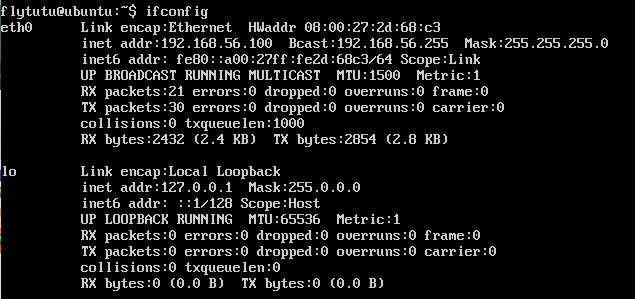 flytutu@ubuntu:~$ ifconfig
eth0      Link encap:Ethernet  HWaddr 08:00:27:2d:68:c3
          inet addr:192.168.56.100  Bcast:192.168.56.255  Mask:255.255.255.0
          inet6 addr: fe80::a00:27ff:fe2d:68c3/64 Scope:Link
          UP BROADCAST RUNNING MULTICAST  MTU:1500  Metric:1
          RX packets:21 errors:0 dropped:0 overruns:0 frame:0
          TX packets:30 errors:0 dropped:0 overruns:0 carrier:0
          collisions:0 txqueuelen:1000
          RX bytes:2432 (2.4 KB)  TX bytes:2854 (2.8 KB)

lo        Link encap:Local Loopback
          inet addr:127.0.0.1  Mask:255.0.0.0
          inet6 addr: ::1/128 Scope:Host
          UP LOOPBACK RUNNING  MTU:65536  Metric:1
          RX packets:0 errors:0 dropped:0 overruns:0 frame:0
          TX packets:0 errors:0 dropped:0 overruns:0 carrier:0
          collisions:0 txqueuelen:0
          RX bytes:0 (0.0 B)  TX bytes:0 (0.0 B)